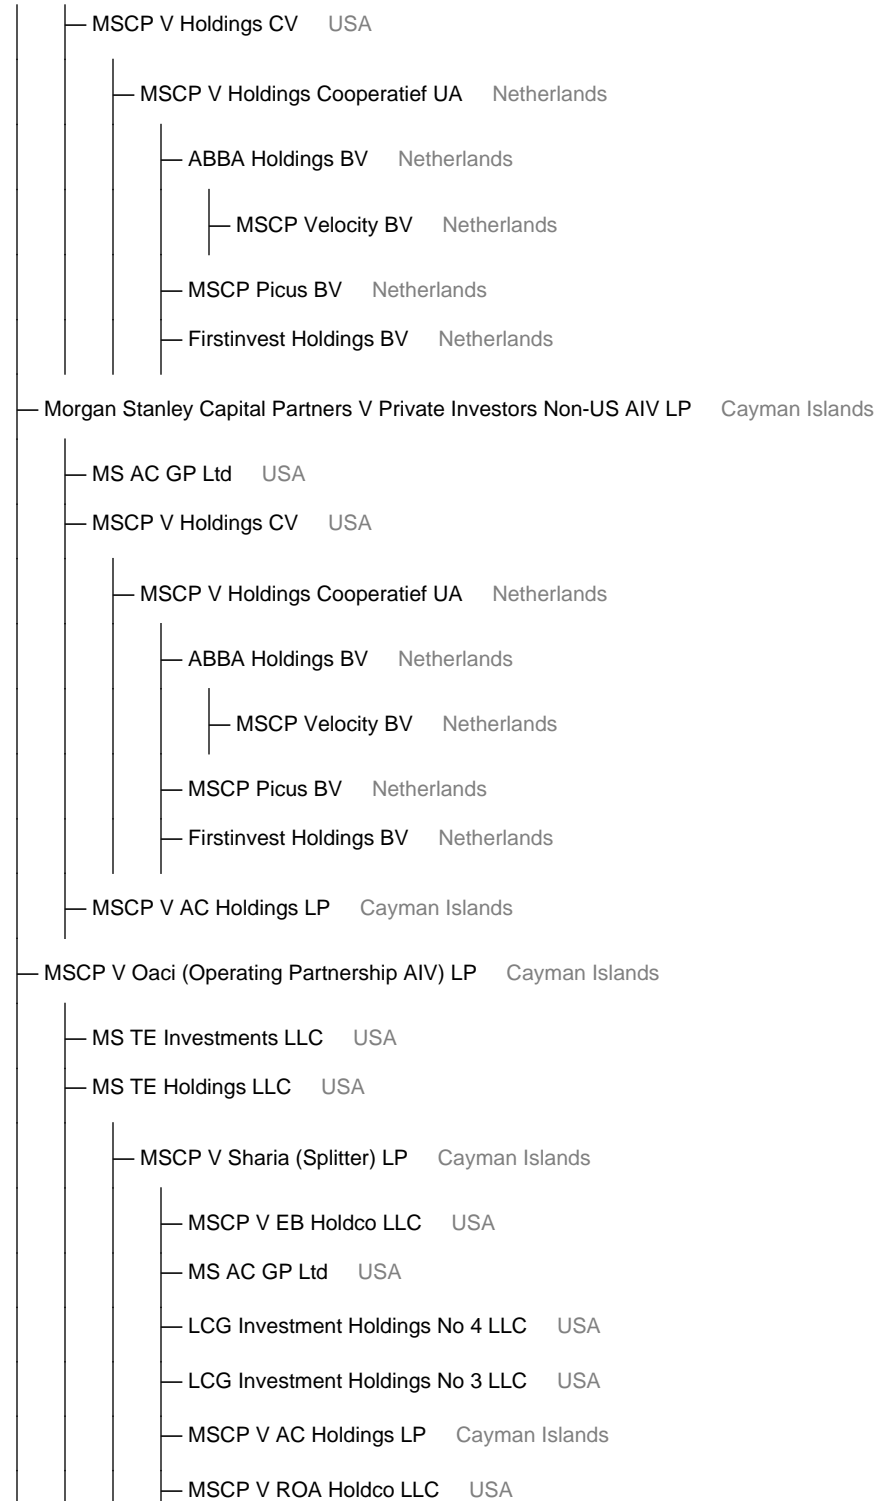 MSCP V Holdings CV USA
MSCP V Holdings Cooperatief UA Netherlands
ABBA Holdings BV Netherlands
MSCP Velocity BV Netherlands
MSCP Picus BV Netherlands
Firstinvest Holdings BV Netherlands
Morgan Stanley Capital Partners V Private Investors Non-US AIV LP Cayman Islands
MS AC GP Ltd USA
MSCP V Holdings CV USA
MSCP V Holdings Cooperatief UA Netherlands
ABBA Holdings BV Netherlands
MSCP Velocity BV Netherlands
MSCP Picus BV Netherlands
Firstinvest Holdings BV Netherlands
MSCP V AC Holdings LP Cayman Islands
MSCP V Oaci (Operating Partnership AIV) LP Cayman Islands
MS TE Investments LLC USA
MS TE Holdings LLC USA
MSCP V Sharia (Splitter) LP Cayman Islands
MSCP V EB Holdco LLC USA
MS AC GP Ltd USA
LCG Investment Holdings No 4 LLC USA
LCG Investment Holdings No 3 LLC USA
MSCP V AC Holdings LP Cayman Islands
MSCP V ROA Holdco LLC USA